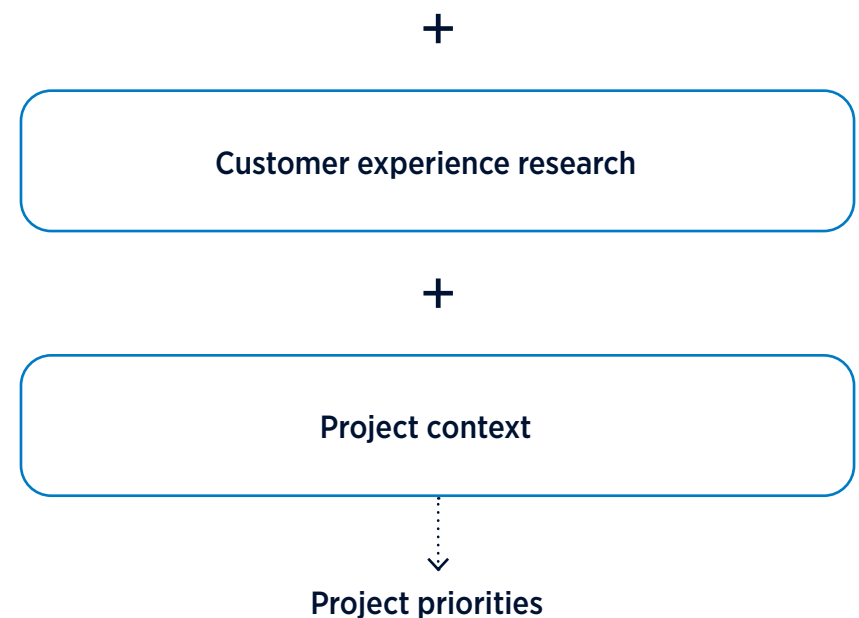 +
Customer experience research
+
Project context
Project priorities